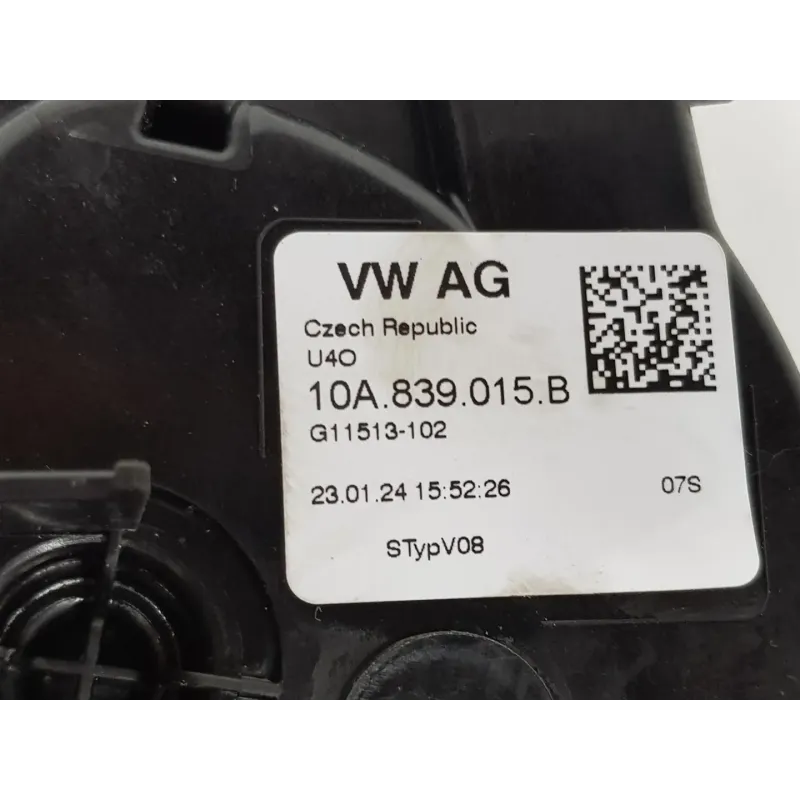 VW AG
Czech Republic
U4O
10A.839.015.B
G11513-102
23.01.24 15:52:26 07S
STypV08